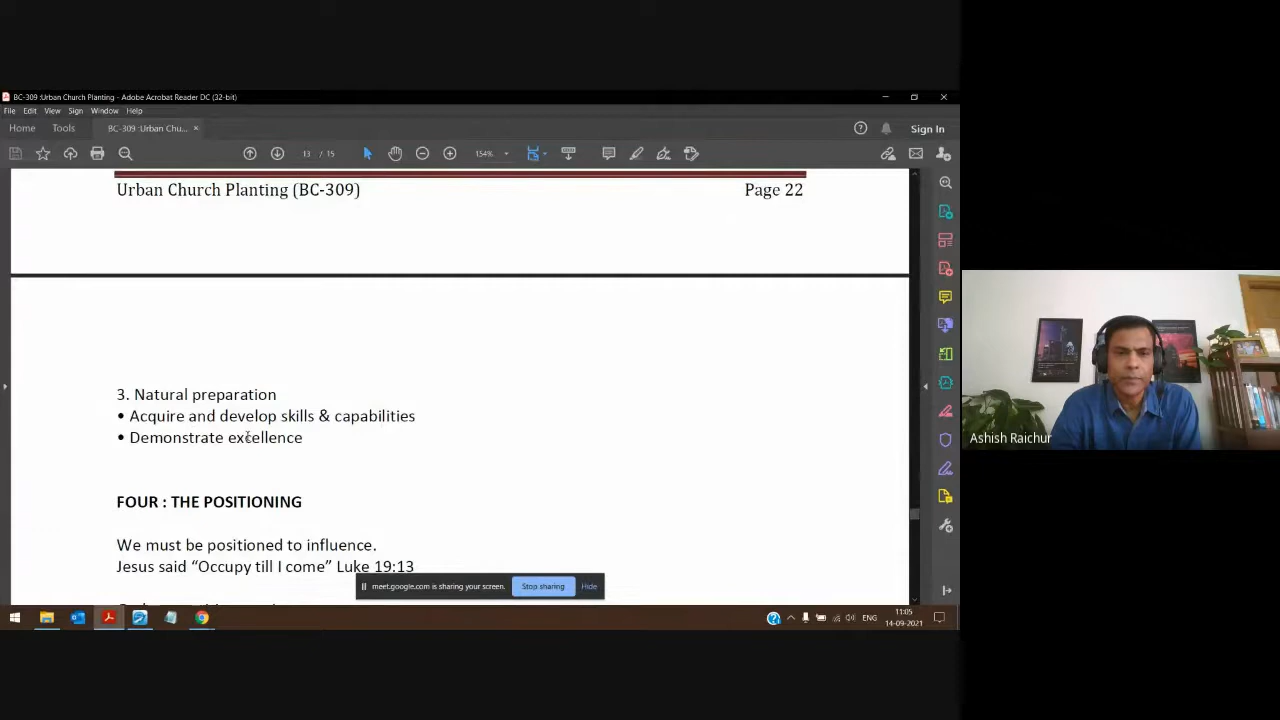 BC-309 :Urban Church Planting - Adobe Acrobat Reader DC (32-bit)
File Edit View Sign Window Help
Home Tools BC-309 :Urban Chu... × Sign In
13 / 15 154%
Urban Church Planting (BC-309) Page 22
3. Natural preparation
• Acquire and develop skills & capabilities
• Demonstrate excellence
FOUR : THE POSITIONING
We must be positioned to influence.
Jesus said “Occupy till I come” Luke 19:13
meet.google.com is sharing your screen. Stop sharing Hide
ENG 11:05
14-09-2021
Ashish Raichur